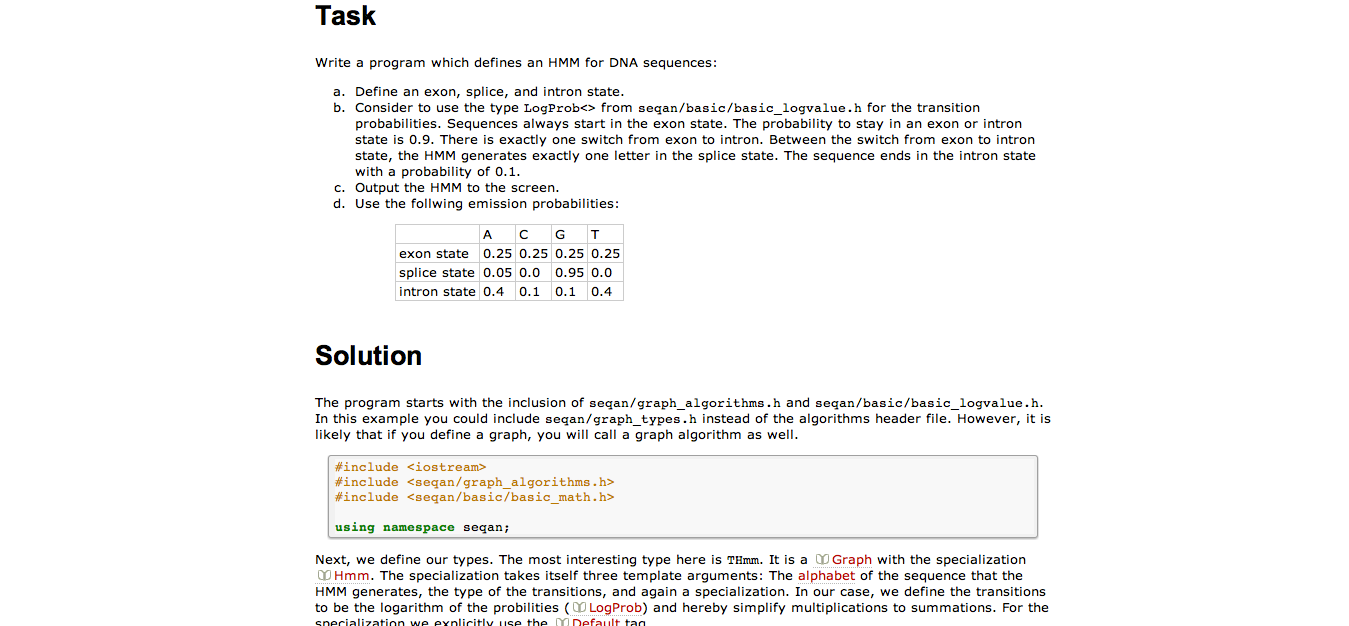 Task
Write a program which defines an HMM for DNA sequences:
a. Define an exon, splice, and intron state.
b. Consider to use the type LogProb<> from seqan/basic/basic_logvalue.h for the transition
probabilities. Sequences always start in the exon state. The probability to stay in an exon or intron
state is 0.9. There is exactly one switch from exon to intron. Between the switch from exon to intron
state, the HMM generates exactly one letter in the splice state. The sequence ends in the intron state
with a probability of 0.1.
c. Output the HMM to the screen.
d. Use the follwing emission probabilities:
A C G T
exon state 0.25 0.25 0.25 0.25
splice state 0.05 0.0 0.95 0.0
intron state 0.4 0.1 0.1 0.4
Solution
The program starts with the inclusion of seqan/graph_algorithms.h and seqan/basic/basic_logvalue.h.
In this example you could include seqan/graph_types.h instead of the algorithms header file. However, it is
likely that if you define a graph, you will call a graph algorithm as well.
#include <iostream>
#include <seqan/graph_algorithms.h>
#include <seqan/basic/basic_math.h>
using namespace seqan;
Next, we define our types. The most interesting type here is THmm. It is a Graph with the specialization
Hmm. The specialization takes itself three template arguments: The alphabet of the sequence that the
HMM generates, the type of the transitions, and again a specialization. In our case, we define the transitions
to be the logarithm of the probilities ( LogProb) and hereby simplify multiplications to summations. For the
specialization we explicitly use the Default tag.